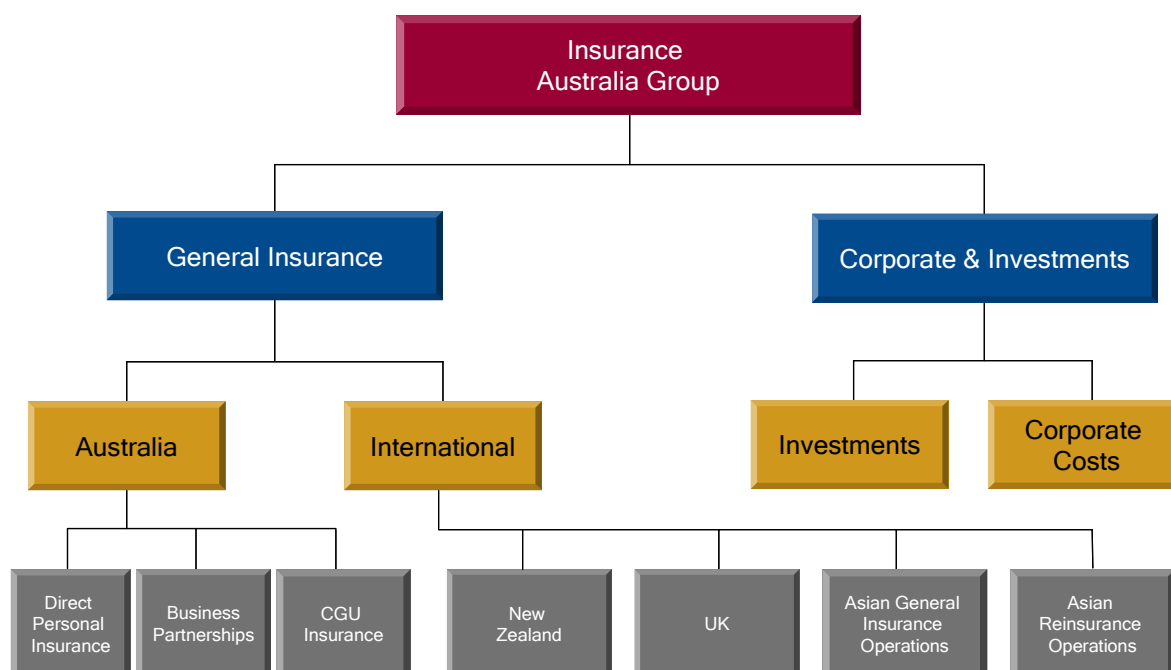 Insurance
Australia Group
General Insurance
Corporate & Investments
Australia
International
Investments
Corporate
Costs
Direct
Personal
Insurance
Business
Partnerships
CGU
Insurance
New
Zealand
UK
Asian General
Insurance
Operations
Asian
Reinsurance
Operations